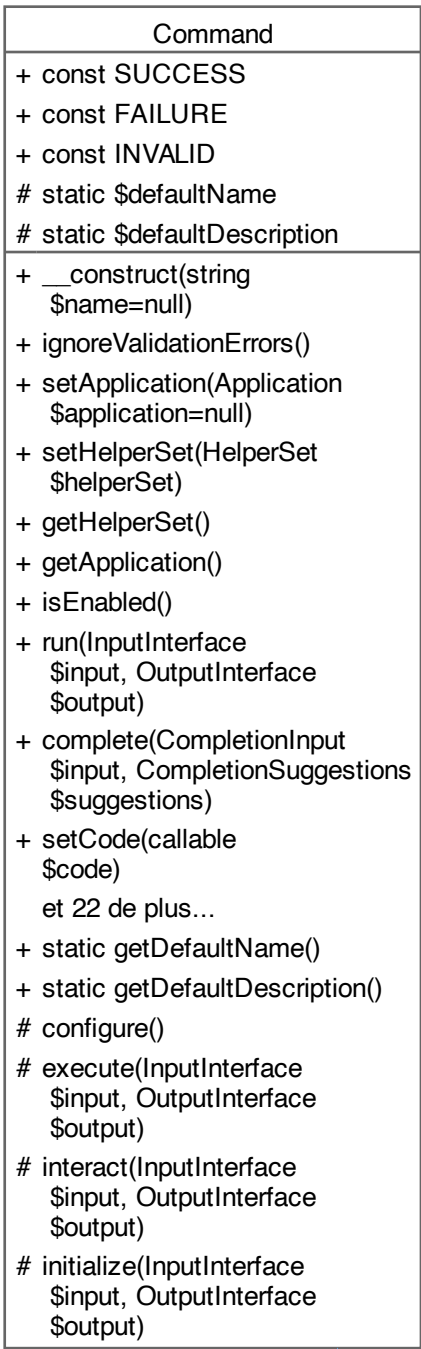 Command
+ const SUCCESS
+ const FAILURE
+ const INVALID
# static $defaultName
# static $defaultDescription
+ __construct(string
$name=null)
+ ignoreValidationErrors()
+ setApplication(Application
$application=null)
+ setHelperSet(HelperSet
$helperSet)
+ getHelperSet()
+ getApplication()
+ isEnabled()
+ run(InputInterface
$input, OutputInterface
$output)
+ complete(CompletionInput
$input, CompletionSuggestions
$suggestions)
+ setCode(callable
$code)
et 22 de plus...
+ static getDefaultName()
+ static getDefaultDescription()
# configure()
# execute(InputInterface
$input, OutputInterface
$output)
# interact(InputInterface
$input, OutputInterface
$output)
# initialize(InputInterface
$input, OutputInterface
$output)